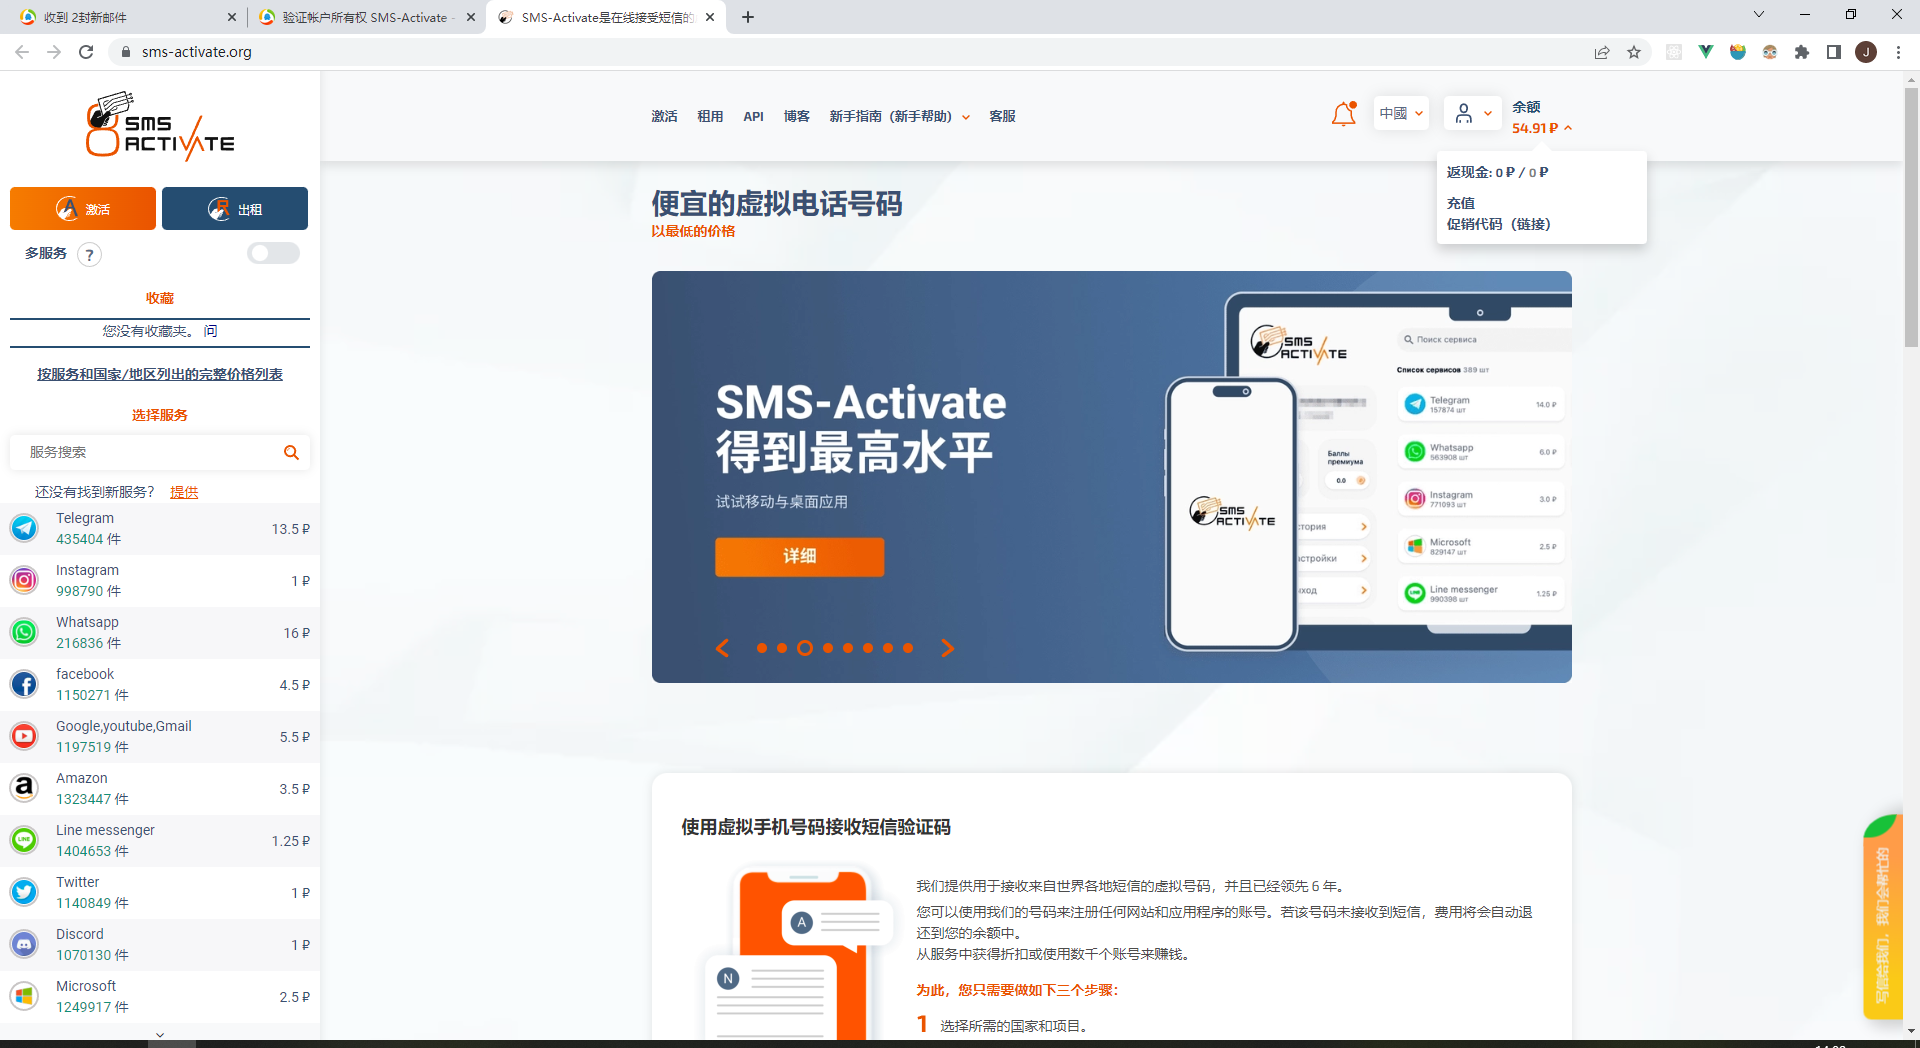 收到 2封新邮件
验证帐户所有权 SMS-Activate -
SMS-Activate是在线接受短信的
sms-activate.org
J
SMS
ACTIVATE
激活
租用
API
博客
新手指南（新手帮助）
客服
中國
余额
54.91 ₽
返现金: 0 ₽ / 0 ₽
充值
促销代码（链接）
激活
出租
多服务
?
收藏
您没有收藏夹。 问
按服务和国家/地区列出的完整价格列表
选择服务
服务搜索
还没有找到新服务？ 提供
Telegram
435404 件
13.5 ₽
Instagram
998790 件
1 ₽
Whatsapp
216836 件
16 ₽
facebook
1150271 件
4.5 ₽
Google,youtube,Gmail
1197519 件
5.5 ₽
Amazon
1323447 件
3.5 ₽
Line messenger
1404653 件
1.25 ₽
Twitter
1140849 件
1 ₽
Discord
1070130 件
1 ₽
Microsoft
1249917 件
2.5 ₽
便宜的虚拟电话号码
以最低的价格
SMS-Activate
得到最高水平
试试移动与桌面应用
详细
SMS
ACTIVATE
Поиск сервиса
Список сервисов 389 шт
Telegram
157874 шт
14.0 ₽
Whatsapp
563908 шт
6.0 ₽
Instagram
771093 шт
3.0 ₽
Microsoft
829147 шт
2.5 ₽
Line messenger
990398 шт
1.25 ₽
Баллы
премиума
0.0
тория
стройки
ход
SMS
ACTIVATE
使用虚拟手机号码接收短信验证码
A
N
我们提供用于接收来自世界各地短信的虚拟号码，并且已经领先 6 年。
您可以使用我们的号码来注册任何网站和应用程序的账号。若该号码未接收到短信，费用将会自动退
还到您的余额中。
从服务中获得折扣或使用数千个账号来赚钱。
为此，您只需要做如下三个步骤：
1 选择所需的国家和项目。
写信给我们，我们会帮忙的